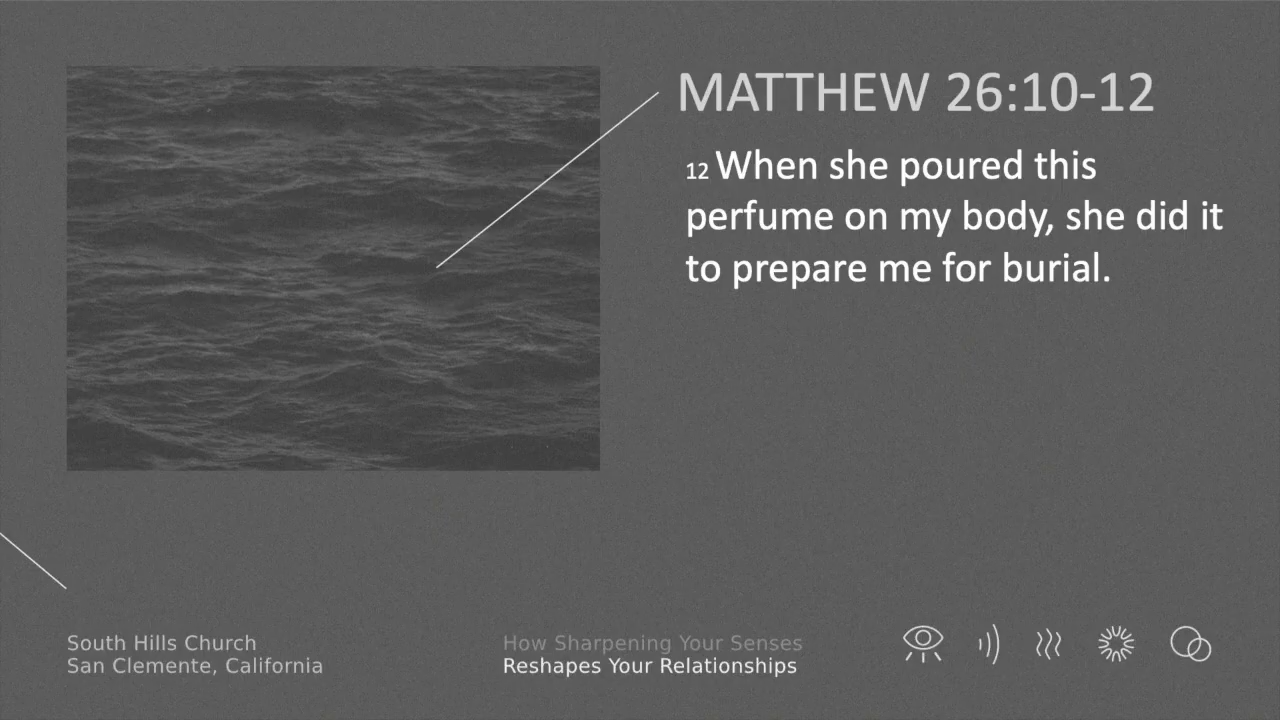 MATTHEW 26:10-12
12 When she poured this
perfume on my body, she did it
to prepare me for burial.
South Hills Church
San Clemente, California
How Sharpening Your Senses
Reshapes Your Relationships